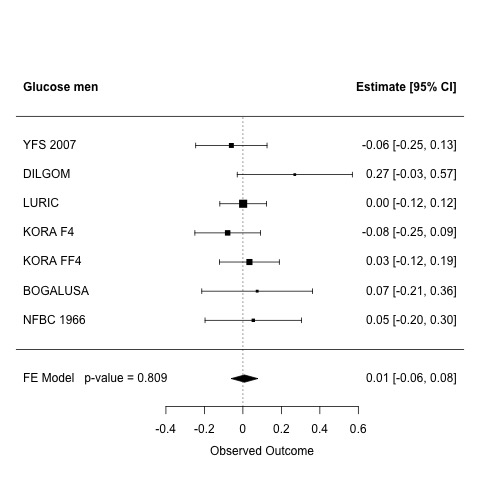 Glucose men Estimate [95% CI]
YFS 2007 -0.06 [-0.25, 0.13]
DILGOM 0.27 [-0.03, 0.57]
LURIC 0.00 [-0.12, 0.12]
KORA F4 -0.08 [-0.25, 0.09]
KORA FF4 0.03 [-0.12, 0.19]
BOGALUSA 0.07 [-0.21, 0.36]
NFBC 1966 0.05 [-0.20, 0.30]
FE Model p-value = 0.809 0.01 [-0.06, 0.08]
-0.4 -0.2 0 0.2 0.4 0.6
Observed Outcome